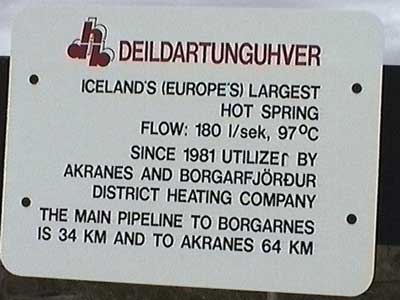 DEILDARTUNGUHVER
ICELAND'S (EUROPE'S) LARGEST
HOT SPRING
FLOW: 180 l/sek, 97°C
SINCE 1981 UTILIZEr BY
AKRANES AND BORGARFJÖRÐUR
DISTRICT HEATING COMPANY
THE MAIN PIPELINE TO BORGARNES
IS 34 KM AND TO AKRANES 64 KM